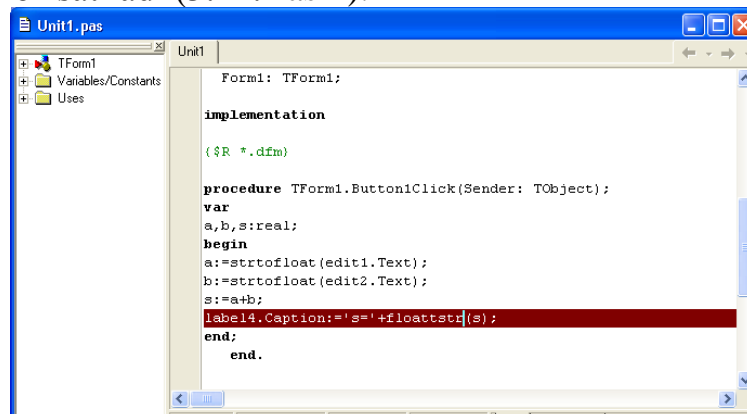 Unit1.pas
Unit1
TForm1
Variables/Constants
Uses
Form1: TForm1;
implementation
{$R *.dfm}
procedure TForm1.Button1Click(Sender: TObject);
var
a,b,s:real;
begin
a:=strtofloat(edit1.Text);
b:=strtofloat(edit2.Text);
s:=a+b;
label4.Caption:='s='+floattstr(s);
end;
end.